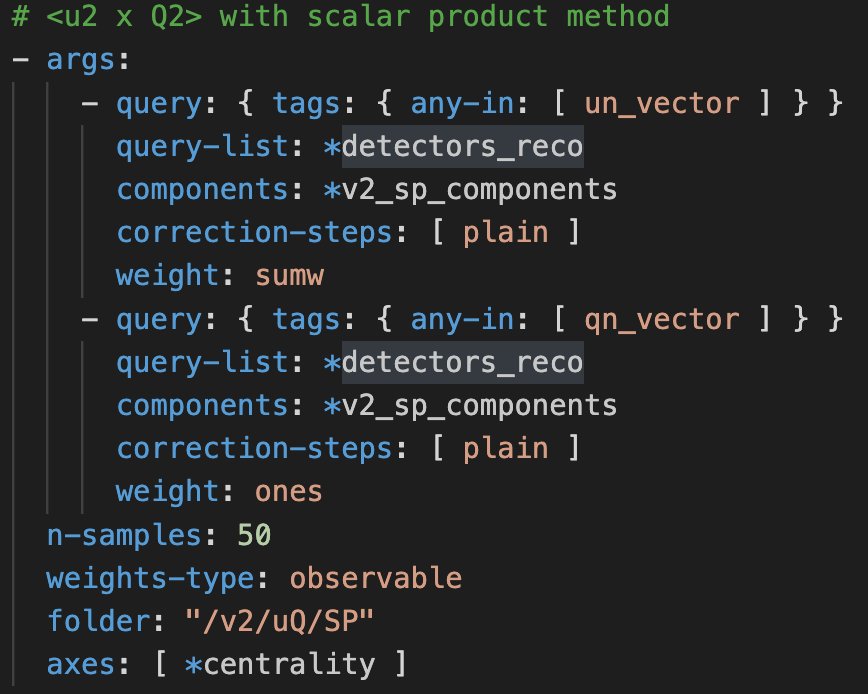 # <u2 x Q2> with scalar product method
- args:
- query: { tags: { any-in: [ un_vector ] } }
query-list: *detectors_reco
components: *v2_sp_components
correction-steps: [ plain ]
weight: sumw
- query: { tags: { any-in: [ qn_vector ] } }
query-list: *detectors_reco
components: *v2_sp_components
correction-steps: [ plain ]
weight: ones
n-samples: 50
weights-type: observable
folder: "/v2/uQ/SP"
axes: [ *centrality ]